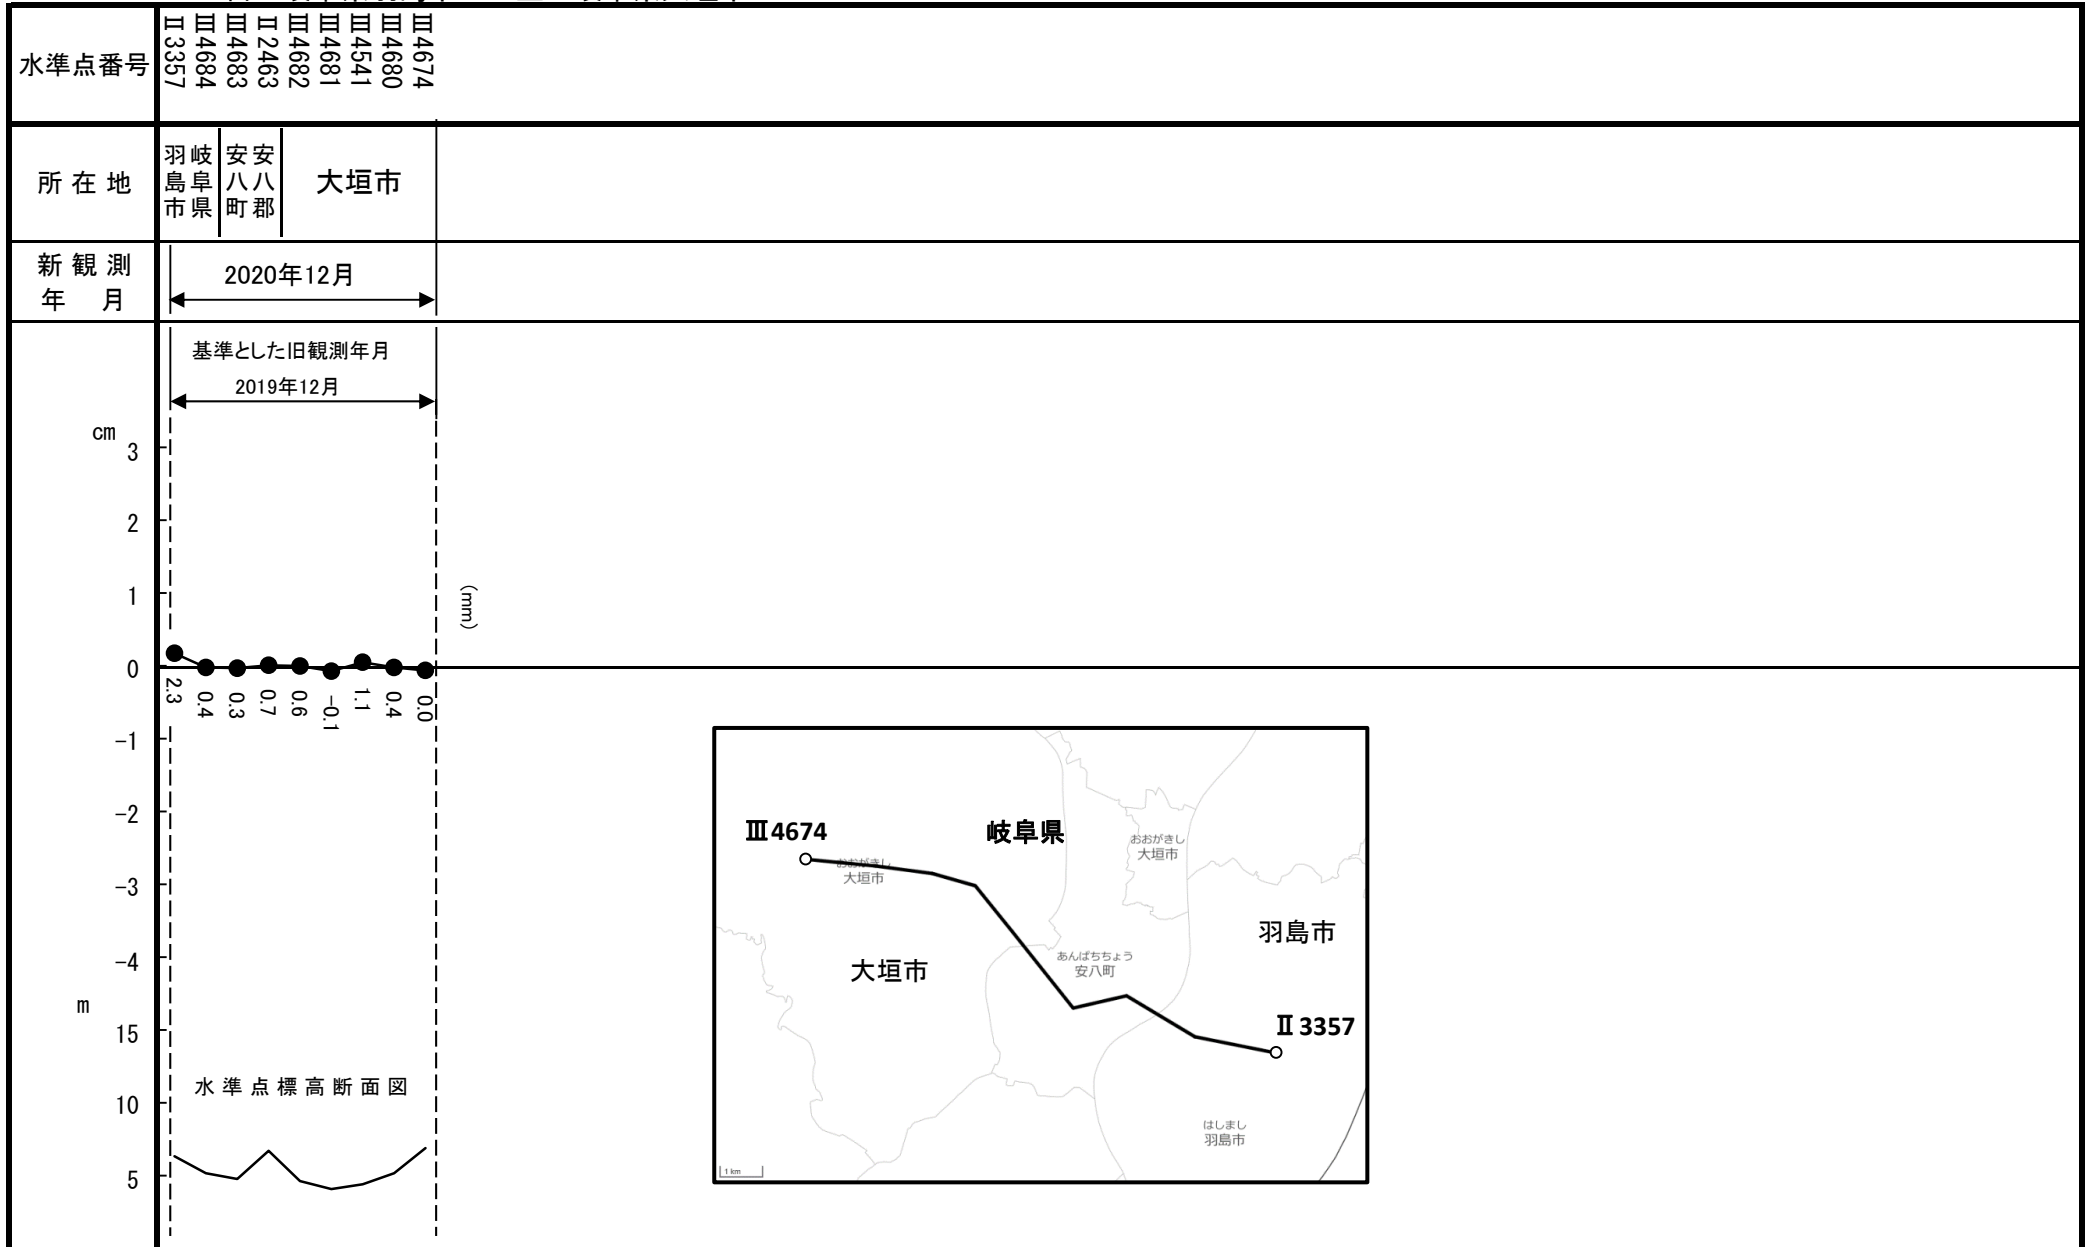 水準点番号
Ⅱ3357
Ⅲ4684
Ⅲ4683
Ⅱ2463
Ⅲ4682
Ⅲ4681
Ⅲ4541
Ⅲ4680
Ⅲ4674
所在地
岐阜県
羽島市
安八郡
安八町
大垣市
新観測
年 月
2020年12月
基準とした旧観測年月
2019年12月
cm
3
2
1
0
-1
-2
-3
-4
(mm)
2.3
0.4
0.3
0.7
0.6
-0.1
1.1
0.4
0.0
m
15
10
5
水準点標高断面図
Ⅲ4674
岐阜県
おおがきし
大垣市
おおがきし
大垣市
羽島市
あんぱちちょう
安八町
大垣市
Ⅱ3357
はしまし
羽島市
1 km